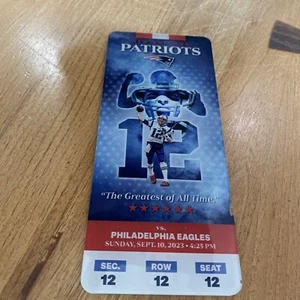 PATRIOTS
12
12
"The Greatest of All Time."
vs.
PHILADELPHIA EAGLES
SUNDAY, SEPT. 10, 2023 • 4:25 PM
SEC. ROW SEAT
12 12 12